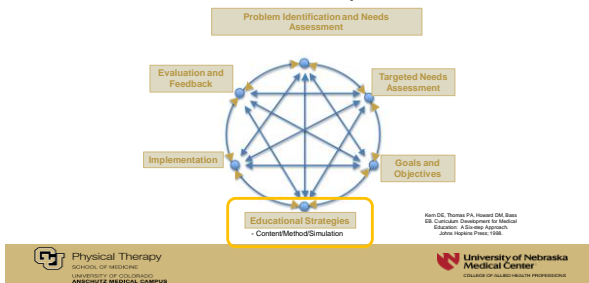 Problem Identification and Needs
Assessment
Evaluation and
Feedback
Targeted Needs
Assessment
Implementation
Goals and
Objectives
Educational Strategies
- Content/Method/Simulation
Kern DE, Thomas PA, Howard DM, Bass
EB. Curriculum Development for Medical
Education: A Six-step Approach.
Johns Hopkins Press; 1998.
Physical Therapy
SCHOOL OF MEDICINE
UNIVERSITY OF COLORADO
ANSCHUTZ MEDICAL CAMPUS
University of Nebraska
Medical Center
COLLEGE OF ALLIED HEALTH PROFESSIONS